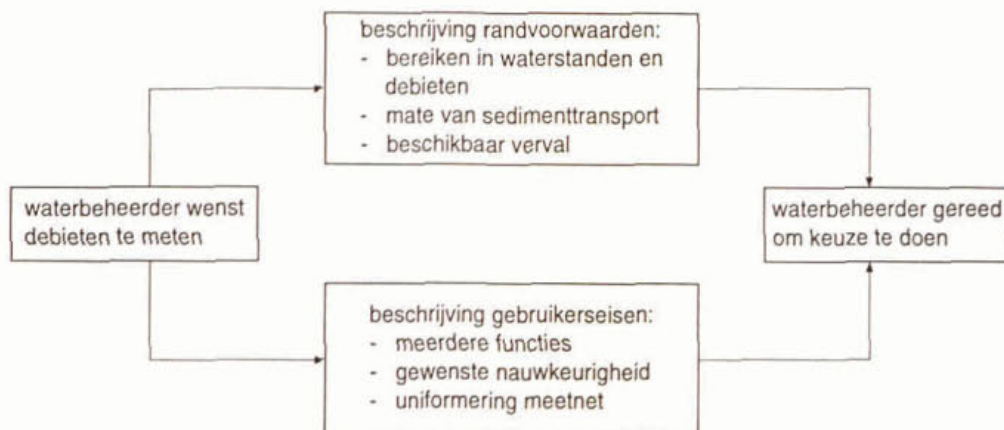 beschrijving randvoorwaarden:
- bereiken in waterstanden en
debieten
- mate van sedimenttransport
- beschikbaar verval
waterbeheerder wenst
debieten te meten
waterbeheerder gereed
om keuze te doen
beschrijving gebruikerseisen:
- meerdere functies
- gewenste nauwkeurigheid
- uniformering meetnet